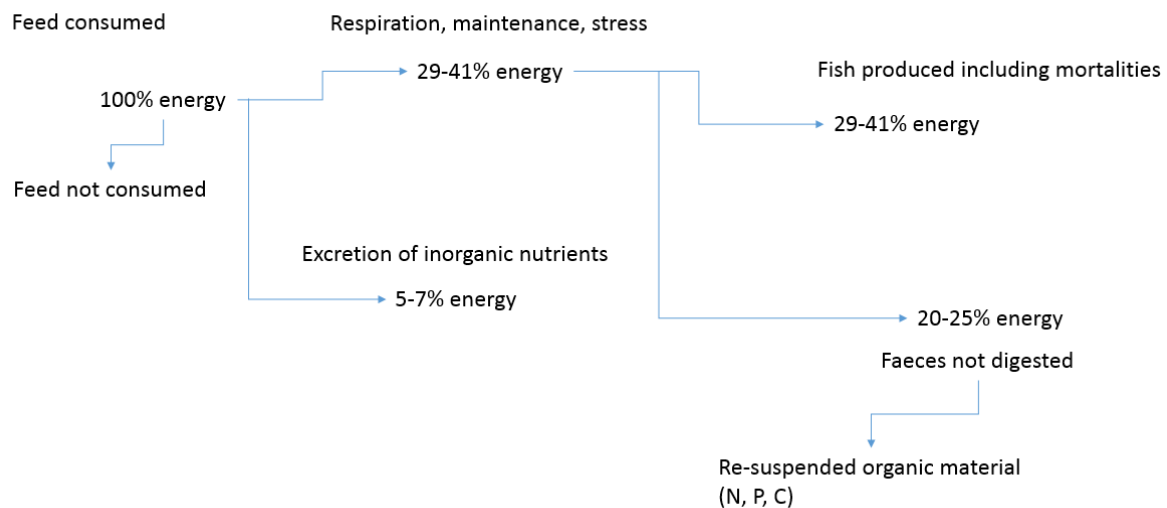 Feed consumed
Respiration, maintenance, stress
29-41% energy
Fish produced including mortalities
100% energy
29-41% energy
Feed not consumed
Excretion of inorganic nutrients
5-7% energy
20-25% energy
Faeces not digested
Re-suspended organic material
(N, P, C)